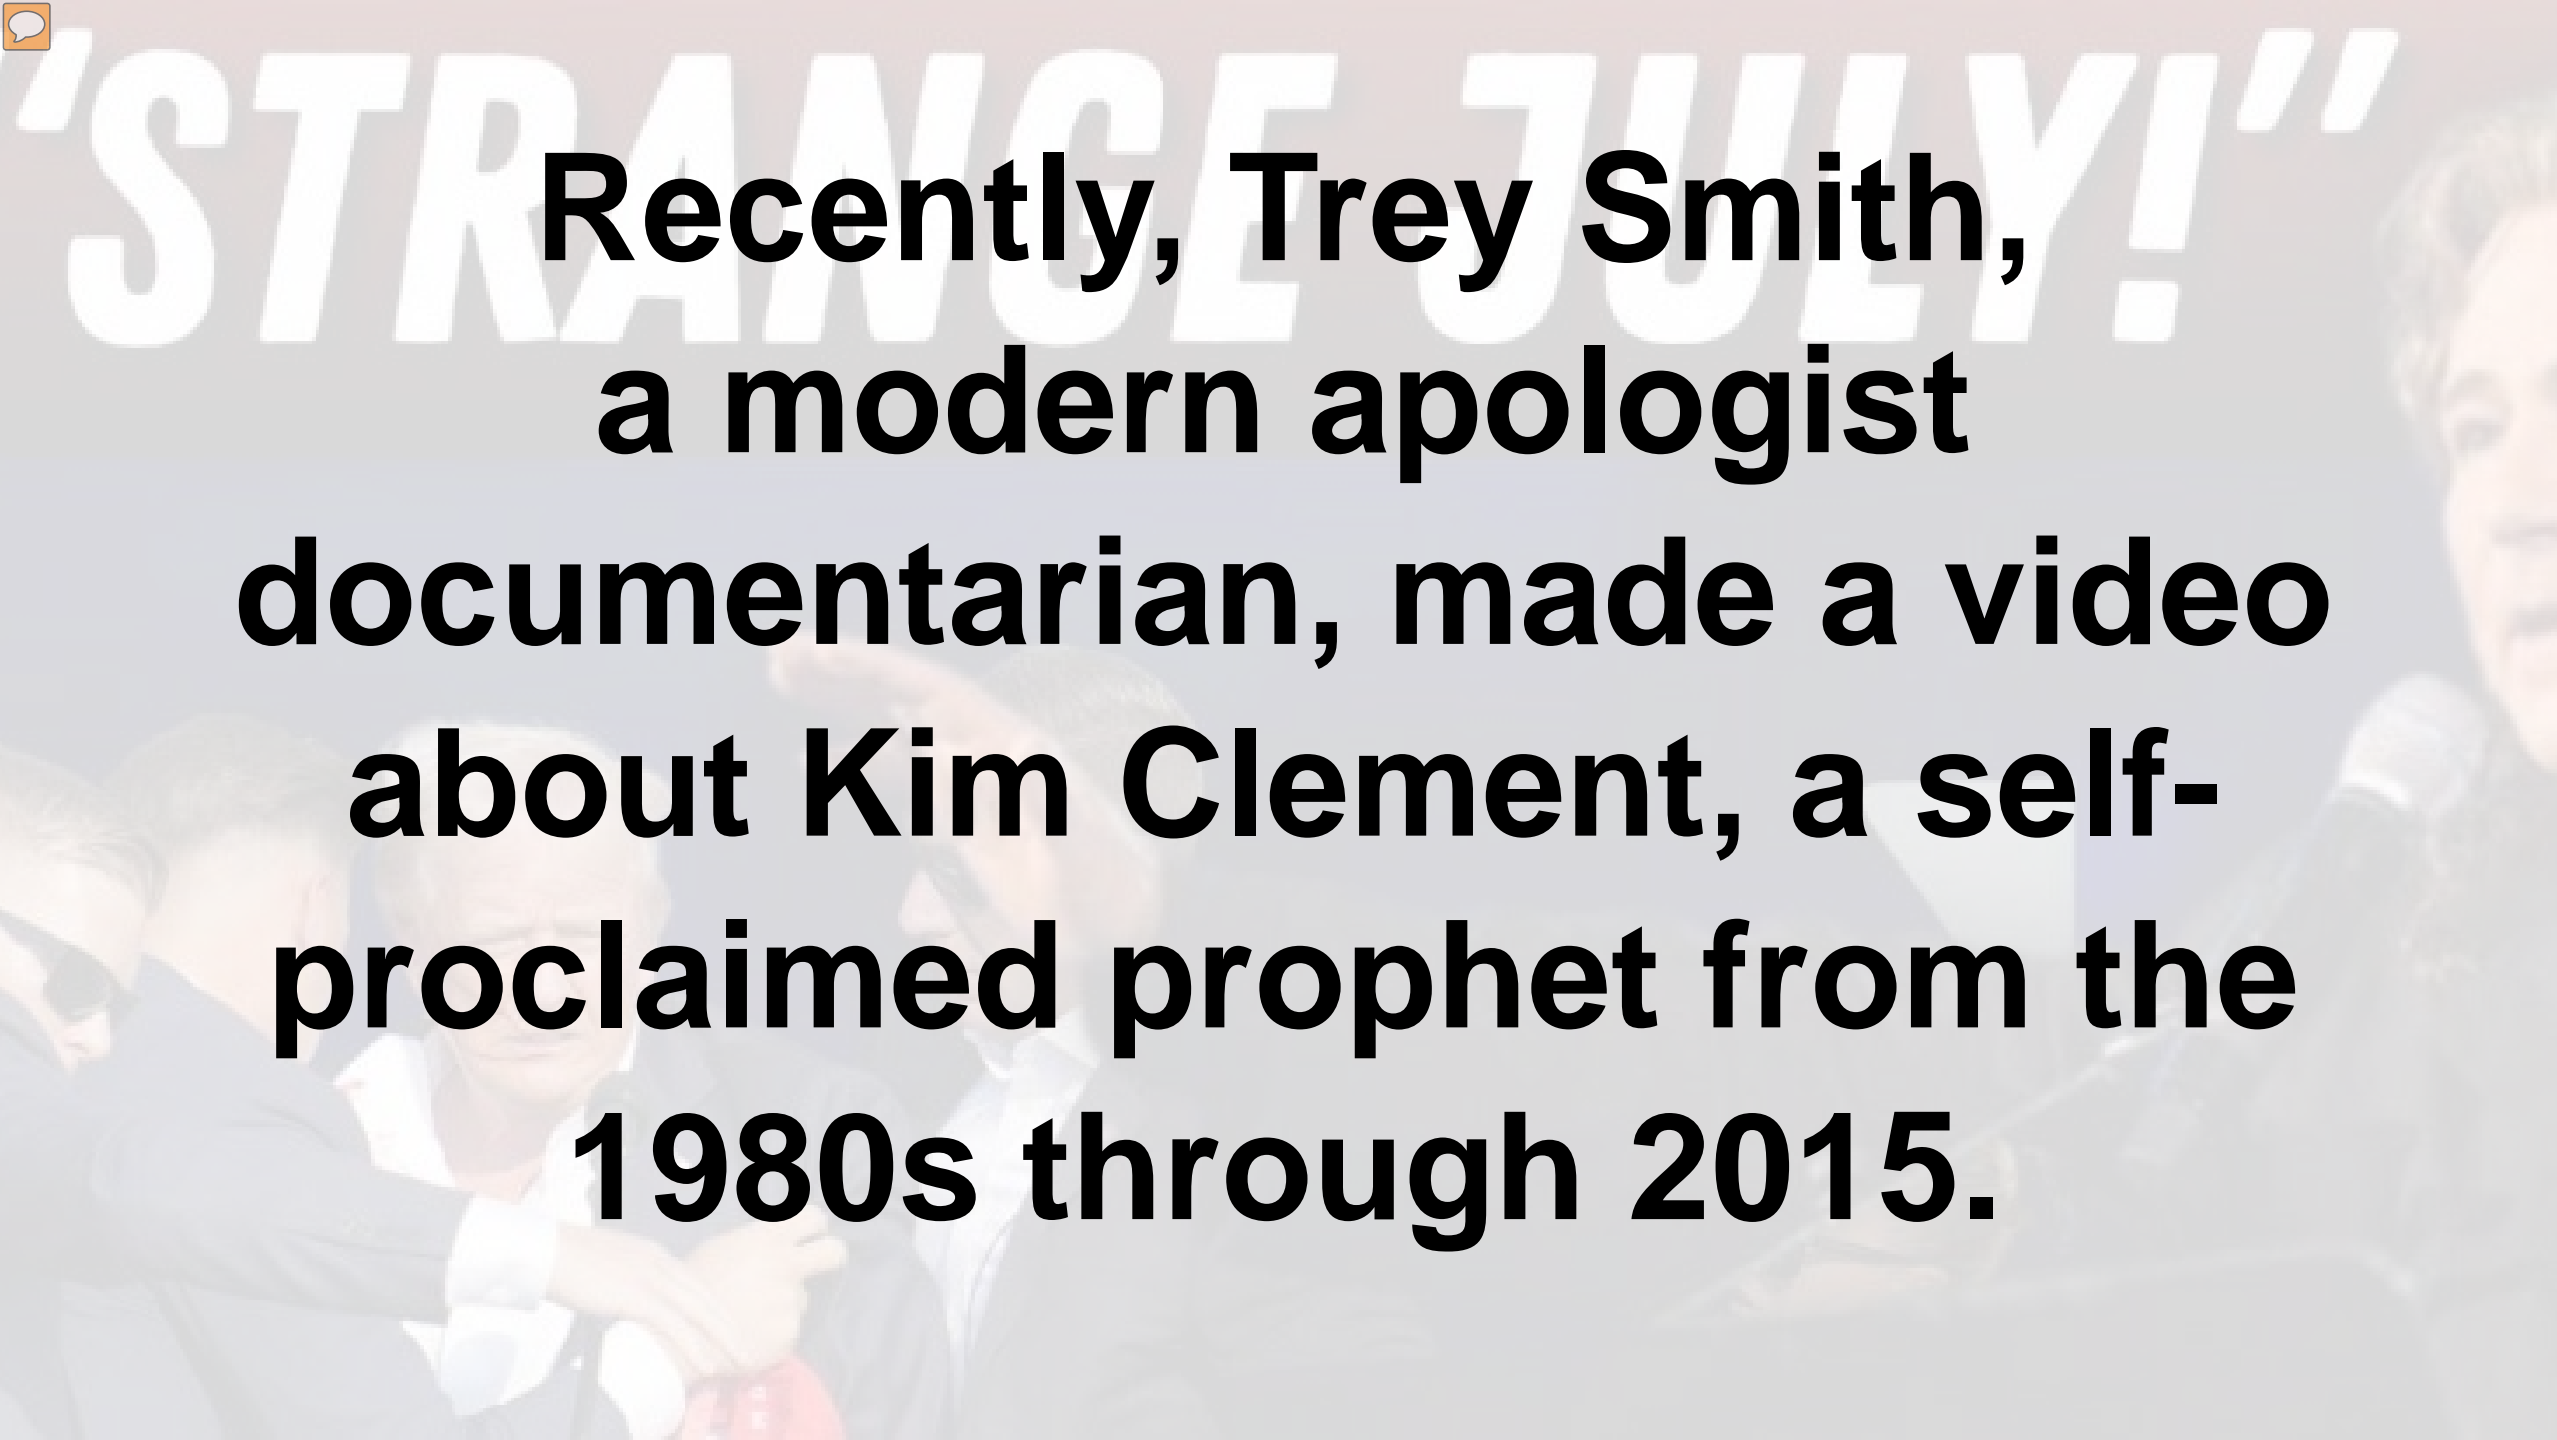 "STRANGE JULY!"
Recently, Trey Smith,
a modern apologist
documentarian, made a video
about Kim Clement, a self-
proclaimed prophet from the
1980s through 2015.